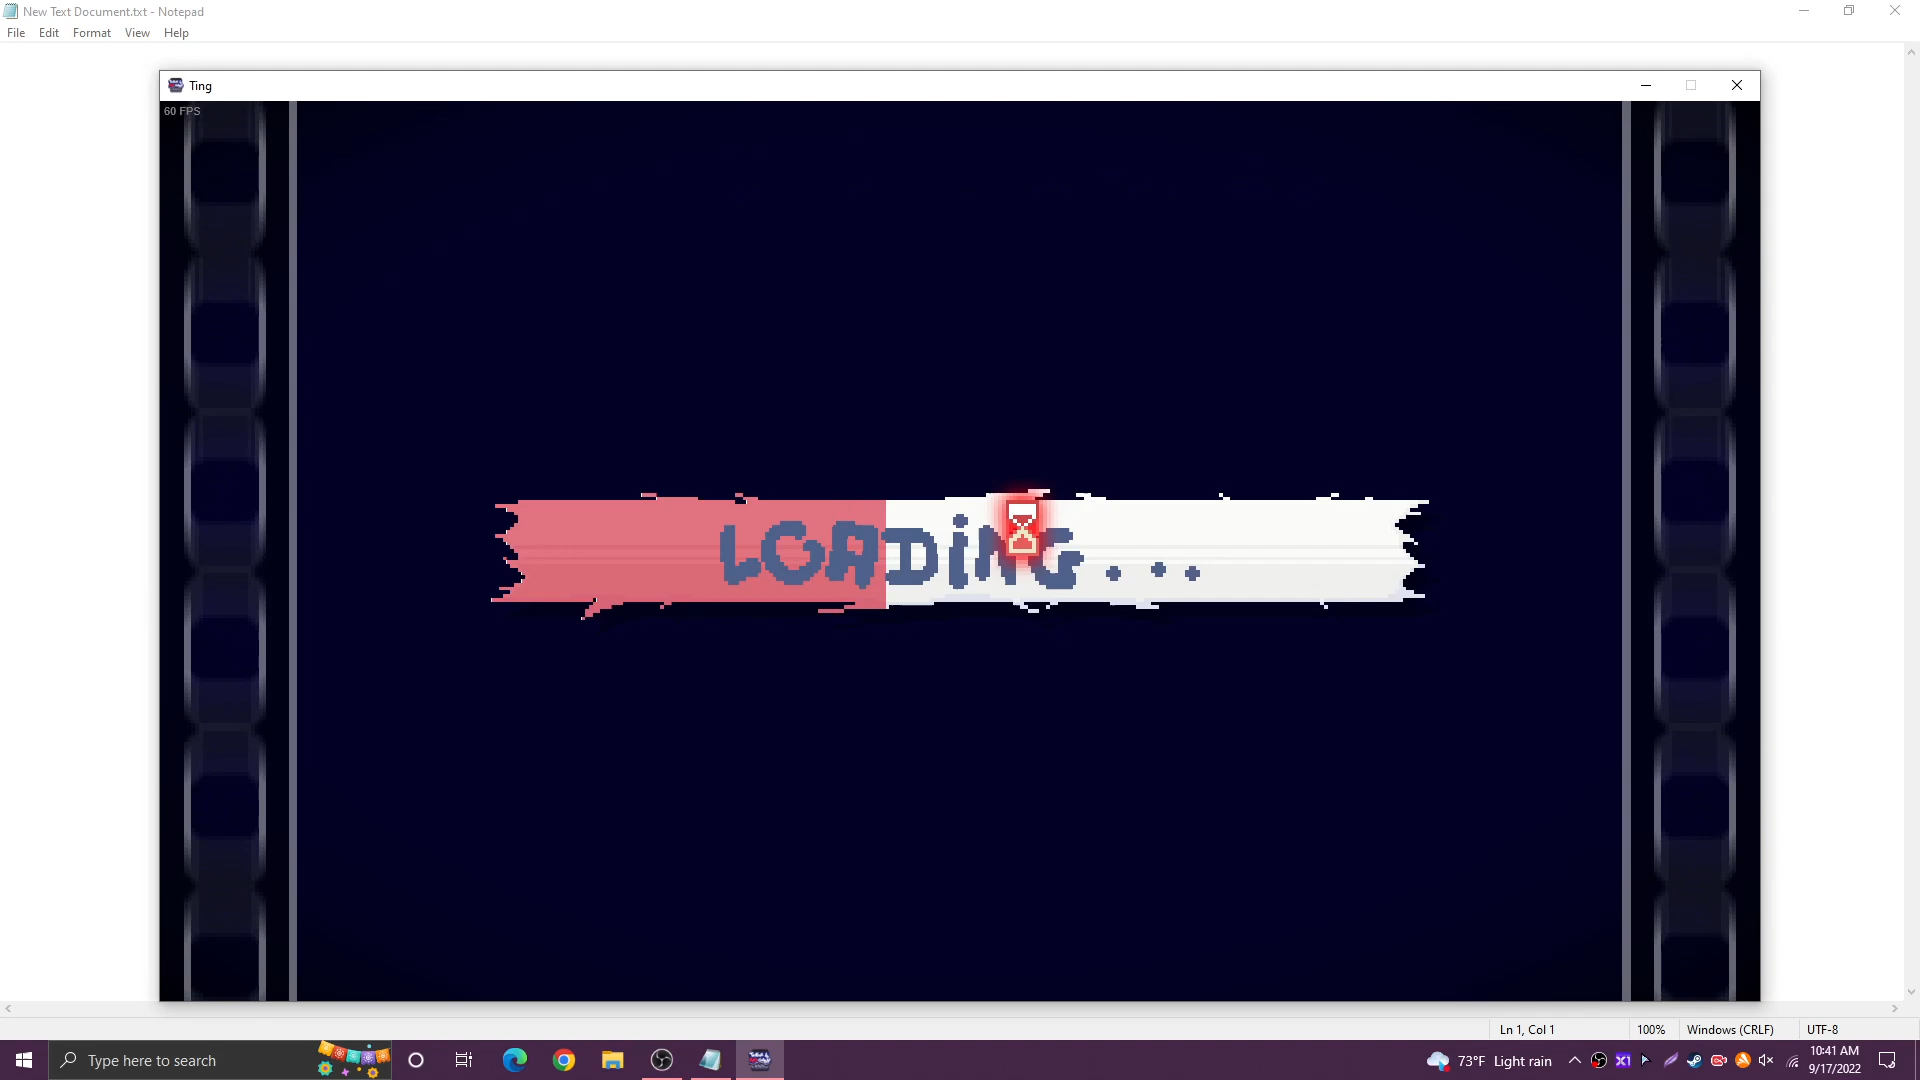 New Text Document.txt - Notepad
File Edit Format View Help
Ting
60 FPS
LOADiNG...
Ln 1, Col 1 100% Windows (CRLF) UTF-8
Type here to search
73°F Light rain
10:41 AM
9/17/2022